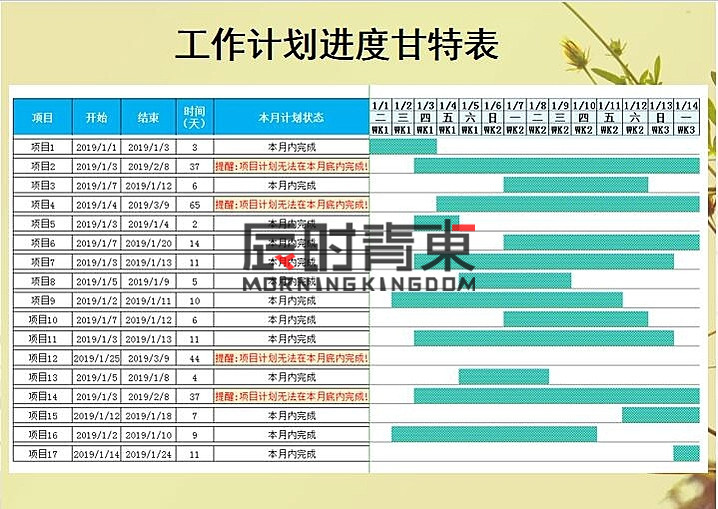 工作计划进度甘特表
项目 开始 结束 时间(天) 本月计划状态 1/1 1/2 1/3 1/4 1/5 1/6 1/7 1/8 1/9 1/10 1/11 1/12 1/13 1/14
二 三 四 五 六 日 一 二 三 四 五 六 日 一
WK1 WK1 WK1 WK1 WK1 WK2 WK2 WK2 WK2 WK2 WK2 WK2 WK3 WK3
项目1 2019/1/1 2019/1/3 3 本月内完成
项目2 2019/1/3 2019/2/8 37 提醒:项目计划无法在本月底内完成!
项目3 2019/1/7 2019/1/12 6 本月内完成
项目4 2019/1/4 2019/3/9 65 提醒:项目计划无法在本月底内完成!
项目5 2019/1/3 2019/1/4 2 本月内完成
项目6 2019/1/7 2019/1/20 14 本月内完成
项目7 2019/1/3 2019/1/13 11 本月内完成
项目8 2019/1/5 2019/1/9 5 本月内完成
项目9 2019/1/2 2019/1/11 10 本月内完成
项目10 2019/1/7 2019/1/12 6 本月内完成
项目11 2019/1/3 2019/1/13 11 本月内完成
项目12 2019/1/25 2019/3/9 44 提醒:项目计划无法在本月底内完成!
项目13 2019/1/5 2019/1/8 4 本月内完成
项目14 2019/1/3 2019/2/8 37 提醒:项目计划无法在本月底内完成!
项目15 2019/1/12 2019/1/18 7 本月内完成
项目16 2019/1/2 2019/1/10 9 本月内完成
项目17 2019/1/14 2019/1/24 11 本月内完成
辰时青東
MORNINGKINGDOM